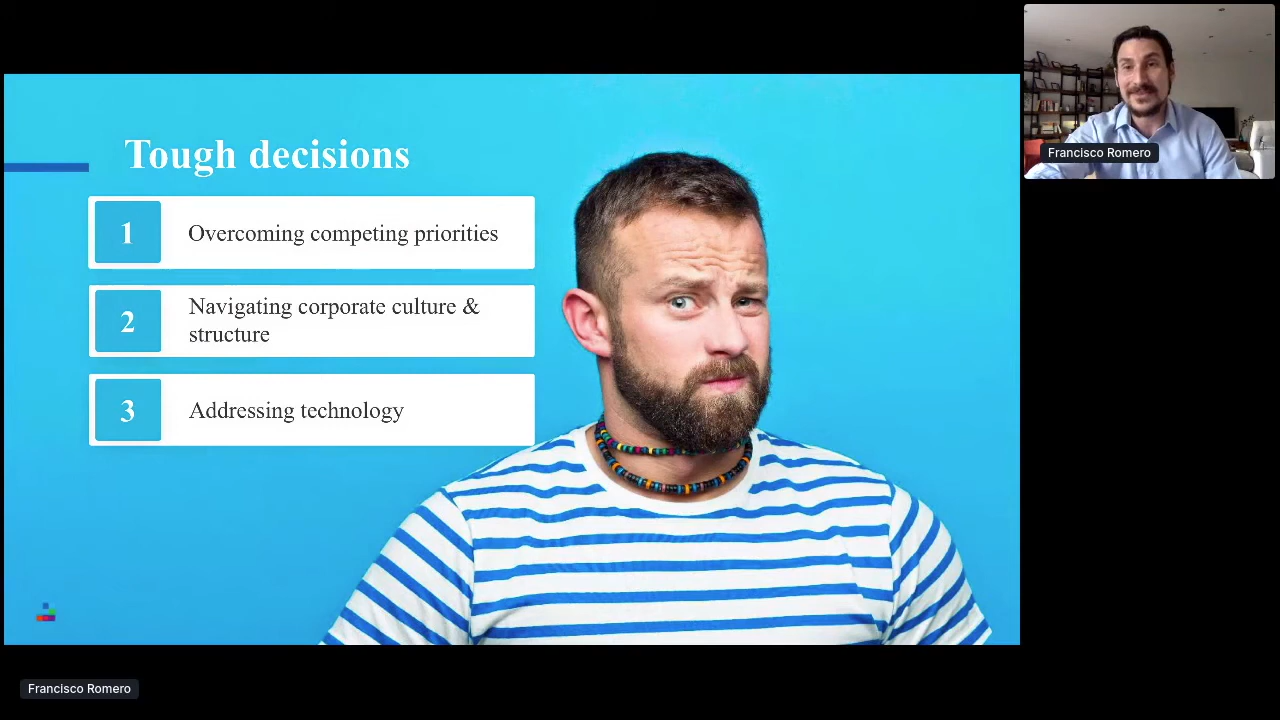 Tough decisions
1
Overcoming competing priorities
2
Navigating corporate culture &
structure
3
Addressing technology
Francisco Romero
Francisco Romero